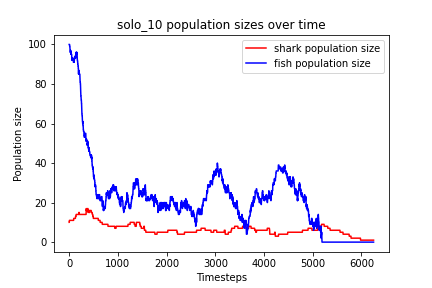 solo_10 population sizes over time
shark population size
fish population size
Population size
100
80
60
40
20
0
0 1000 2000 3000 4000 5000 6000
Timesteps